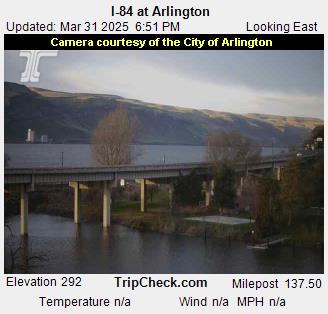 I-84 at Arlington
Updated: Mar 31 2025 6:51 PM Looking East
Camera courtesy of the City of Arlington
Elevation 292 TripCheck.com Milepost 137.50
Temperature n/a Wind n/a MPH n/a